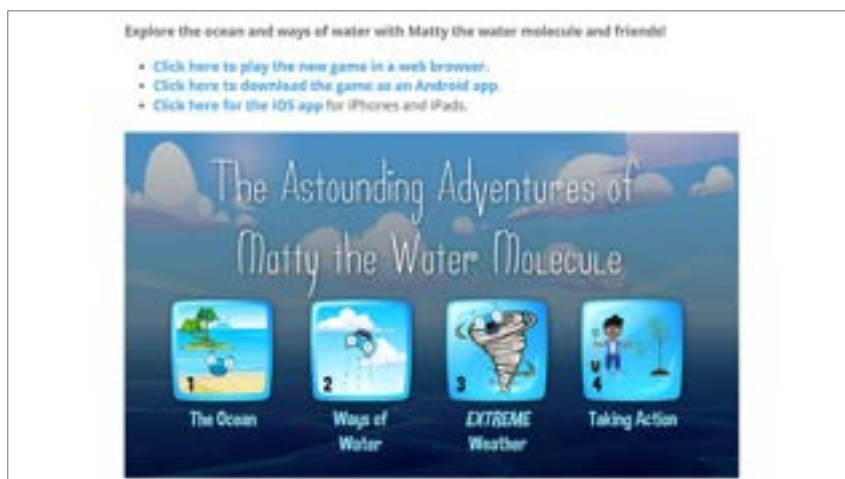 Explore the ocean and ways of water with Matty the water molecule and friends!
• Click here to play the new game in a web browser.
• Click here to download the game as an Android app.
• Click here for the iOS app for iPhones and iPads.
The Astounding Adventures of
Matty the Water Molecule
1
2
3
4
The Ocean
Ways of
Water
EXTREME
Weather
Taking Action